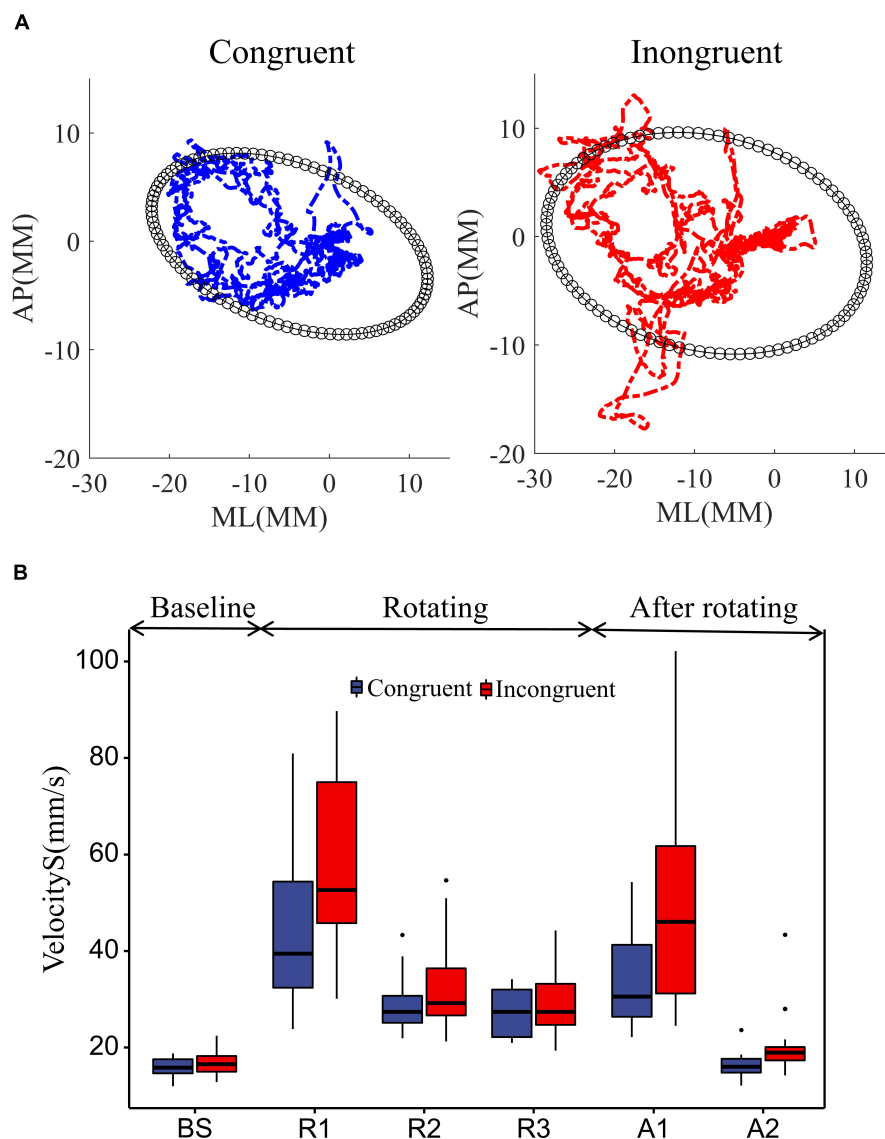 A
Congruent
Inongruent
10
0
-10
-20
AP(MM)
-30
-20
-10
0
10
ML(MM)
10
0
-10
-20
AP(MM)
-30
-20
-10
0
10
ML(MM)
B
Baseline
Rotating
After rotating
Congruent
Incongruent
100
80
60
40
20
VelocityS(mm/s)
BS
R1
R2
R3
A1
A2